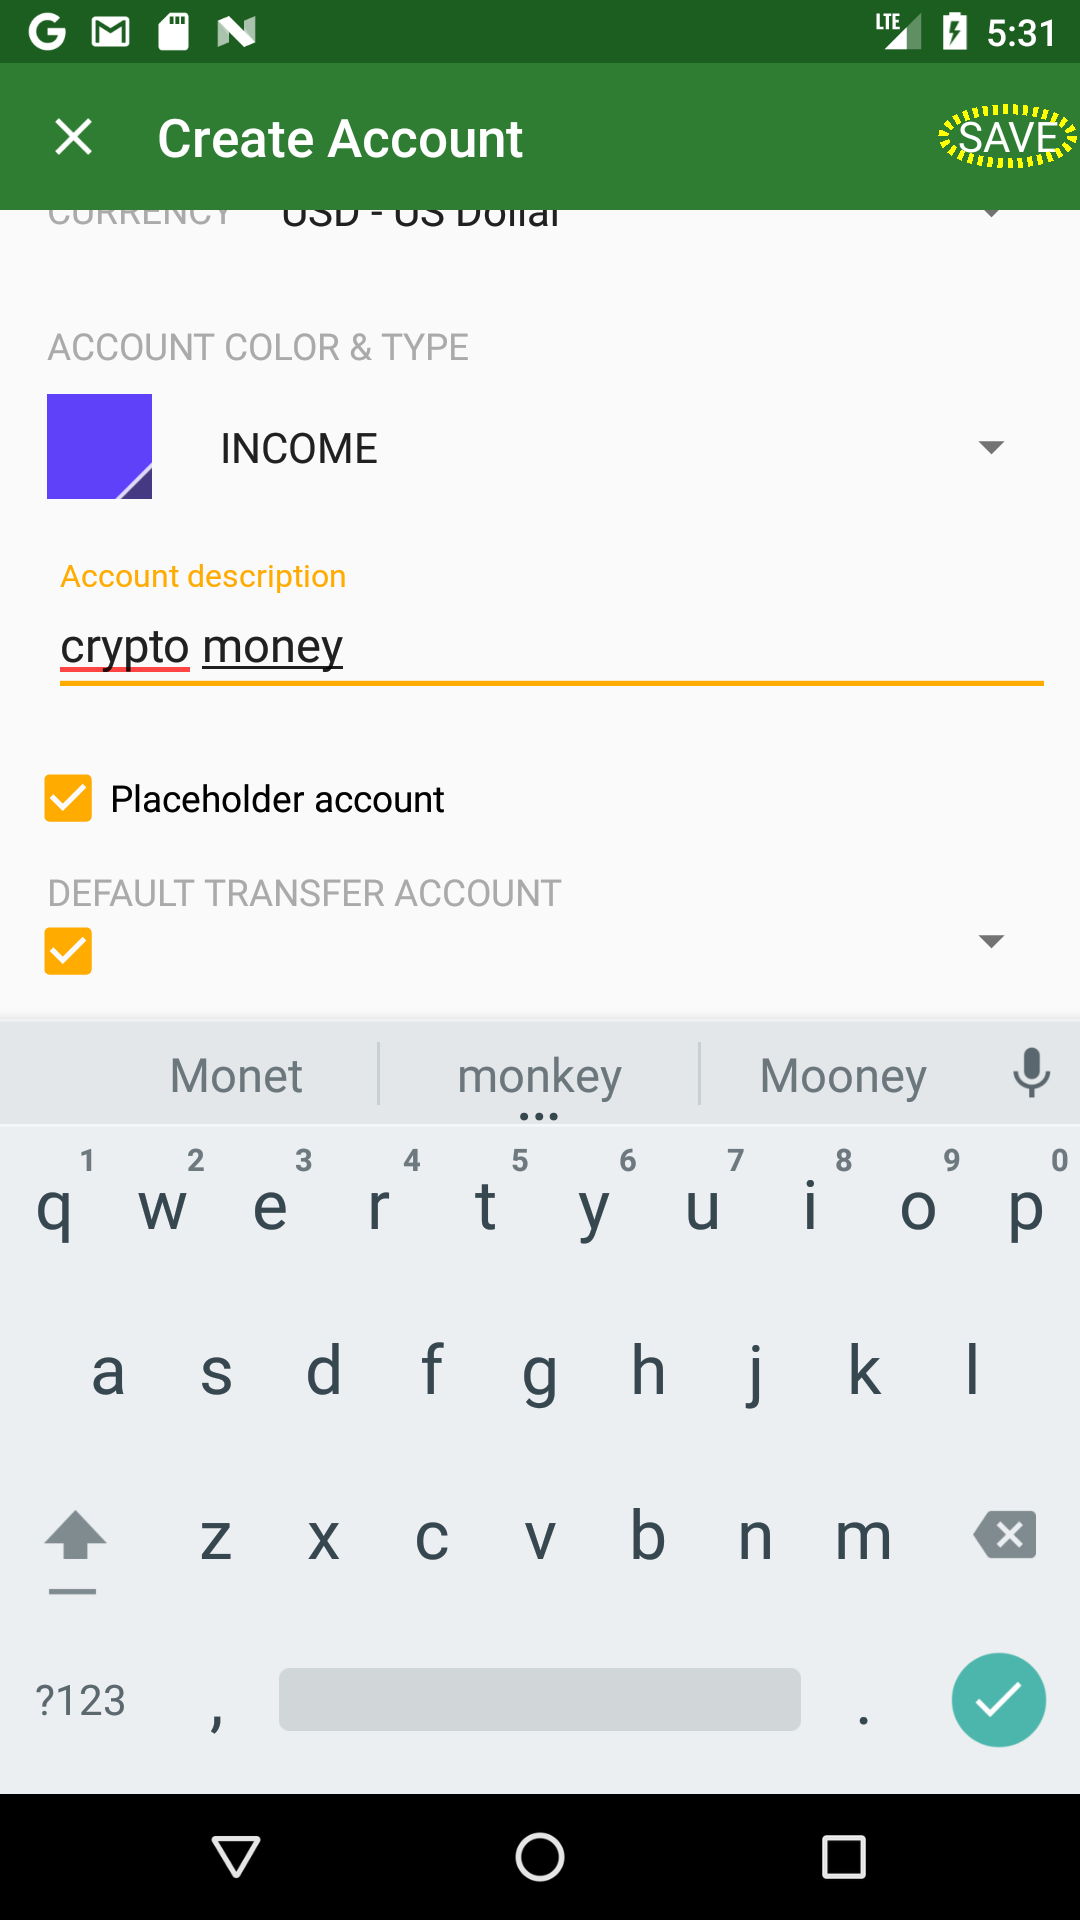 LTE 5:31
Create Account SAVE
CURRENCY USD - US Dollar
ACCOUNT COLOR & TYPE
INCOME
Account description
crypto money
Placeholder account
DEFAULT TRANSFER ACCOUNT
Monet monkey Mooney
1 2 3 4 5 6 7 8 9 0
q w e r t y u i o p
a s d f g h j k l
z x c v b n m
?123 , .